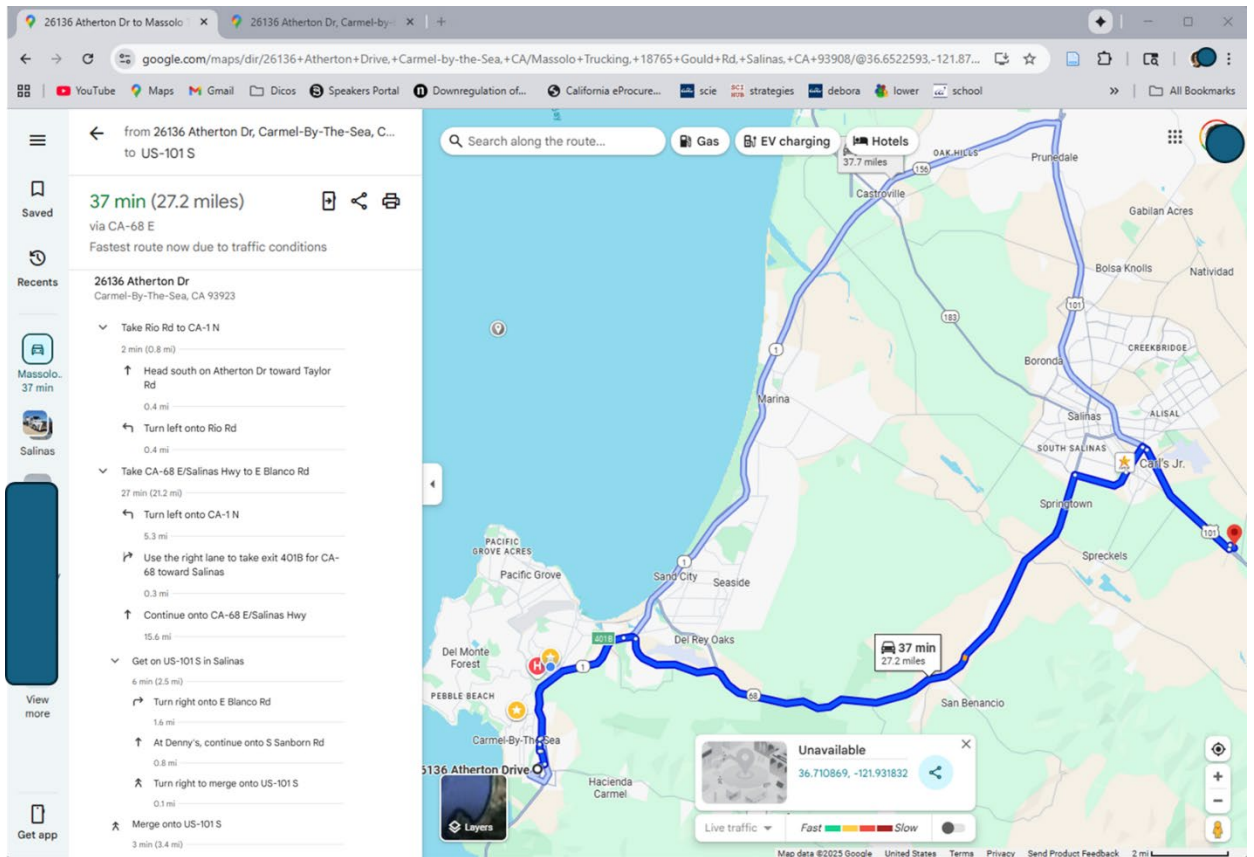 26136 Atherton Dr to Massolo T
26136 Atherton Dr, Carmel-by-t
google.com/maps/dir/26136+Atherton+Drive,+Carmel-by-the-Sea,+CA/Massolo+Trucking,+18765+Gould+Rd,+Salinas,+CA+93908/@36.6522593,-121.87...
YouTube Maps Gmail Dicos Speakers Portal Downregulation of... California eProcure... scie SCI HUB strategies debora lower school » All Bookmarks
Saved
Recents
Massolo...
37 min
Salinas
View more
Get app
from 26136 Atherton Dr, Carmel-By-The-Sea, C...
to US-101 S
37 min (27.2 miles)
via CA-68 E
Fastest route now due to traffic conditions
26136 Atherton Dr
Carmel-By-The-Sea, CA 93923
Take Rio Rd to CA-1 N
2 min (0.8 mi)
Head south on Atherton Dr toward Taylor
Rd
0.4 mi
Turn left onto Rio Rd
0.4 mi
Take CA-68 E/Salinas Hwy to E Blanco Rd
27 min (21.2 mi)
Turn left onto CA-1 N
5.3 mi
Use the right lane to take exit 401B for CA-
68 toward Salinas
0.3 mi
Continue onto CA-68 E/Salinas Hwy
15.6 mi
Get on US-101 S in Salinas
6 min (2.5 mi)
Turn right onto E Blanco Rd
1.6 mi
At Denny's, continue onto S Sanborn Rd
0.8 mi
Turn right to merge onto US-101 S
0.1 mi
Merge onto US-101 S
3 min (3.4 mi)
Search along the route...
Gas
EV charging
Hotels
37.7 miles
OAK HILLS
Prunedale
156
Castroville
Gabilan Acres
Bolsa Knolls
Natividad
101
183
CREEKBRIDGE
1
Boronda
Marina
Salinas
ALISAL
SOUTH SALINAS
Carl's Jr.
Springtown
101
PACIFIC
GROVE ACRES
Spreckels
Pacific Grove
1
Sand City
Seaside
401B
Del Rey Oaks
Del Monte
Forest
H
1
37 min
27.2 miles
PEBBLE BEACH
68
San Benancio
Carmel-By-The-Sea
6136 Atherton Drive
Hacienda
Carmel
Layers
Unavailable
36.710869, -121.931832
Live traffic
Fast
Slow
Map data ©2025 Google United States Terms Privacy Send Product Feedback 2 mi